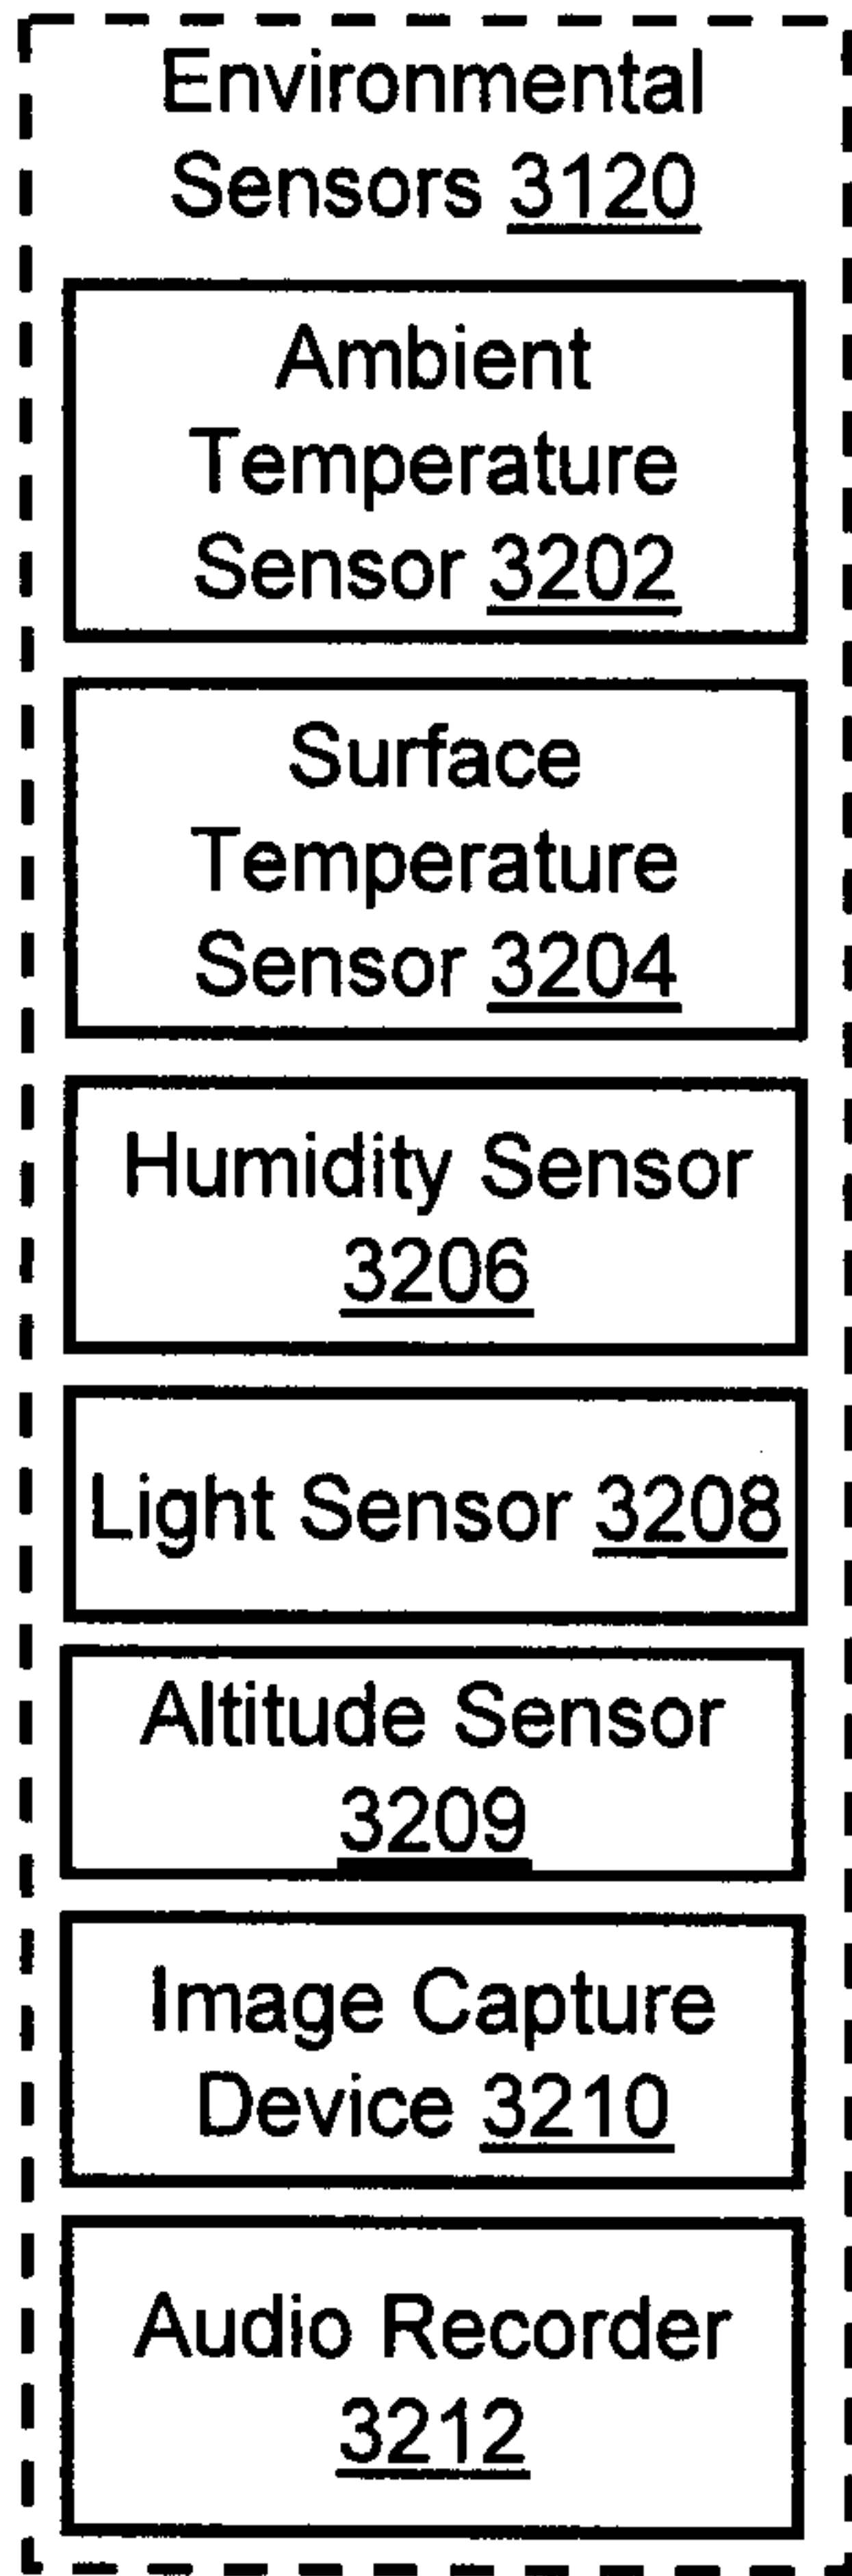 Environmental
Sensors 3120
Ambient
Temperature
Sensor 3202
Surface
Temperature
Sensor 3204
Humidity Sensor
3206
Light Sensor 3208
Altitude Sensor
3209
Image Capture
Device 3210
Audio Recorder
3212